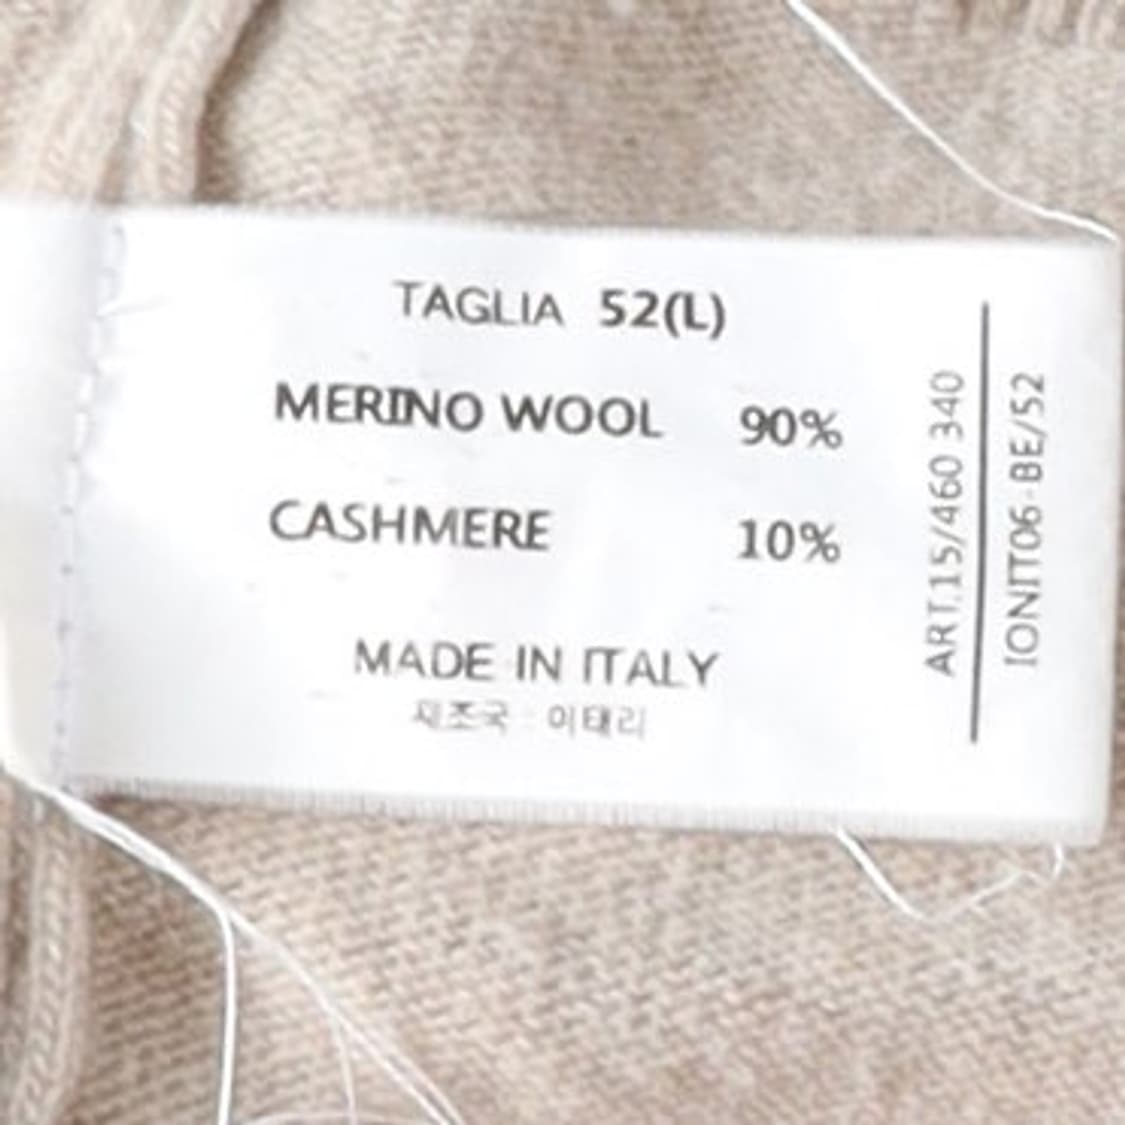 TAGLIA 52(L)
MERINO WOOL 90%
CASHMERE 10%
MADE IN ITALY
제조국 : 이태리
ART.15/460 340
IONIT06-BE/52